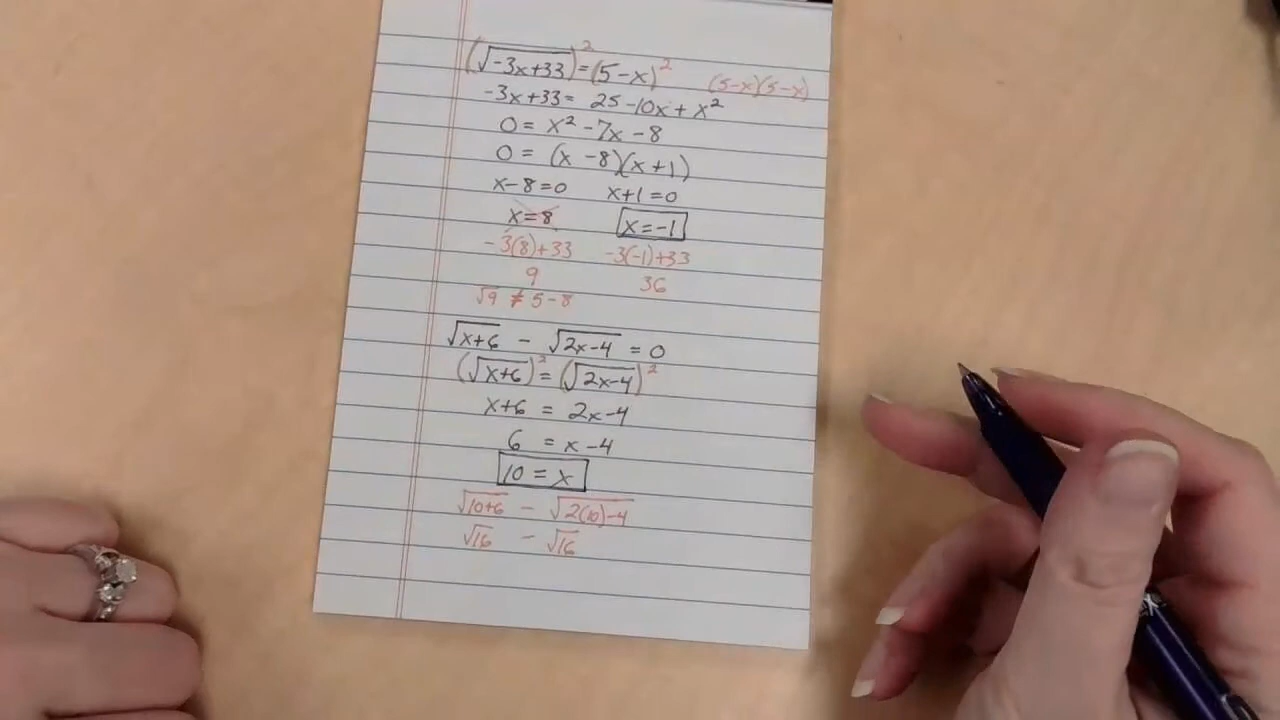 (√-3x+33)² = (5-x)² (5-x)(5-x)
-3x+33 = 25-10x+x²
0 = x²-7x-8
0 = (x-8)(x+1)
x-8=0 x+1=0
x=8 x=-1
-3(8)+33 -3(-1)+33
9 36
√9 ≠ 5-8
√x+6 - √2x-4 = 0
(√x+6)² = (√2x-4)²
x+6 = 2x-4
6 = x-4
10 = x
√10+6 - √2(10)-4
√16 - √16